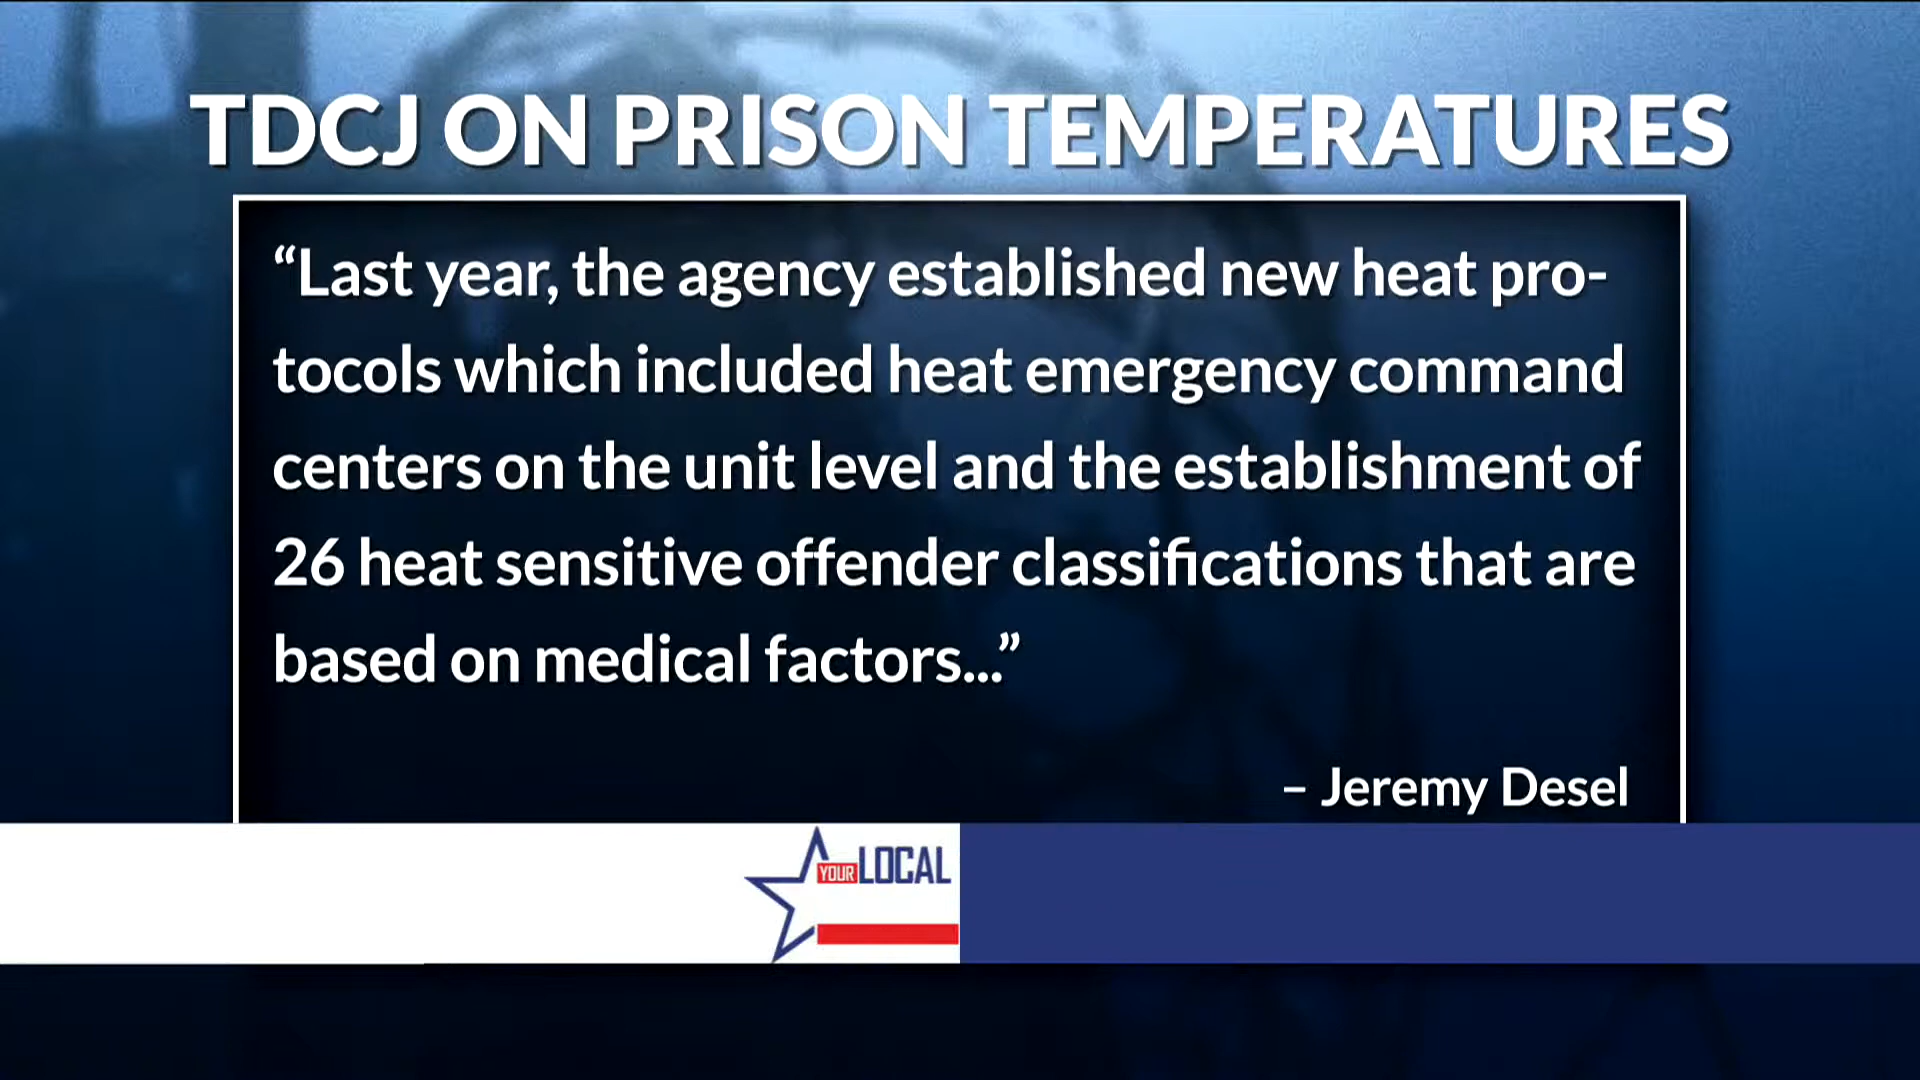 TDCJ ON PRISON TEMPERATURES
“Last year, the agency established new heat pro-
tocols which included heat emergency command
centers on the unit level and the establishment of
26 heat sensitive offender classifications that are
based on medical factors...”
– Jeremy Desel
YOUR LOCAL